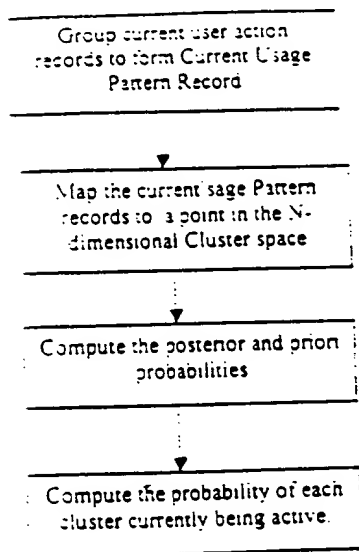 Group current user action
records to form Current Usage
Pattern Record
Map the current sage Pattern
records to a point in the N-
dimensional Cluster space
Compute the posterior and priori
probabilities
Compute the probability of each
cluster currently being active.